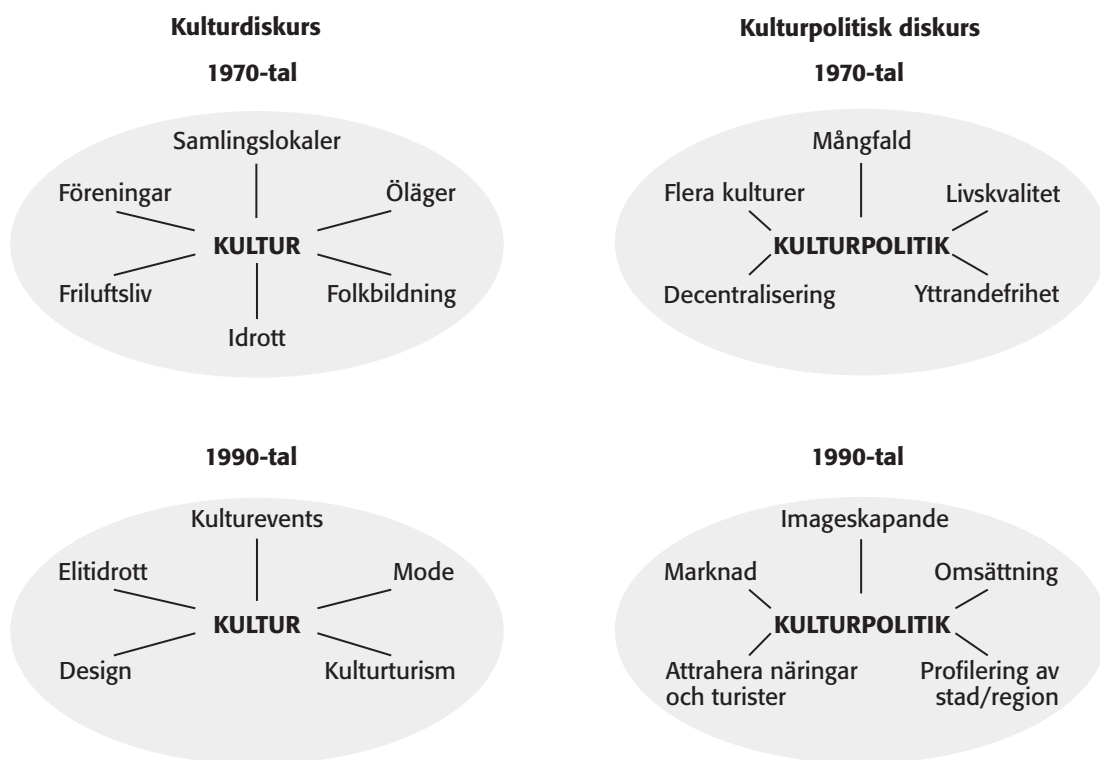 Kulturdiskurs
1970-tal
Samlingslokaler
Föreningar
Öläger
KULTUR
Friluftsliv
Folkbildning
Idrott
Kulturpolitisk diskurs
1970-tal
Mångfald
Flera kulturer
Livskvalitet
KULTURPOLITIK
Decentralisering
Yttrandefrihet
1990-tal
Kulturevents
Elitidrott
Mode
KULTUR
Design
Kulturturism
1990-tal
Imageskapande
Marknad
Omsättning
KULTURPOLITIK
Attrahera näringar
och turister
Profilering av
stad/region